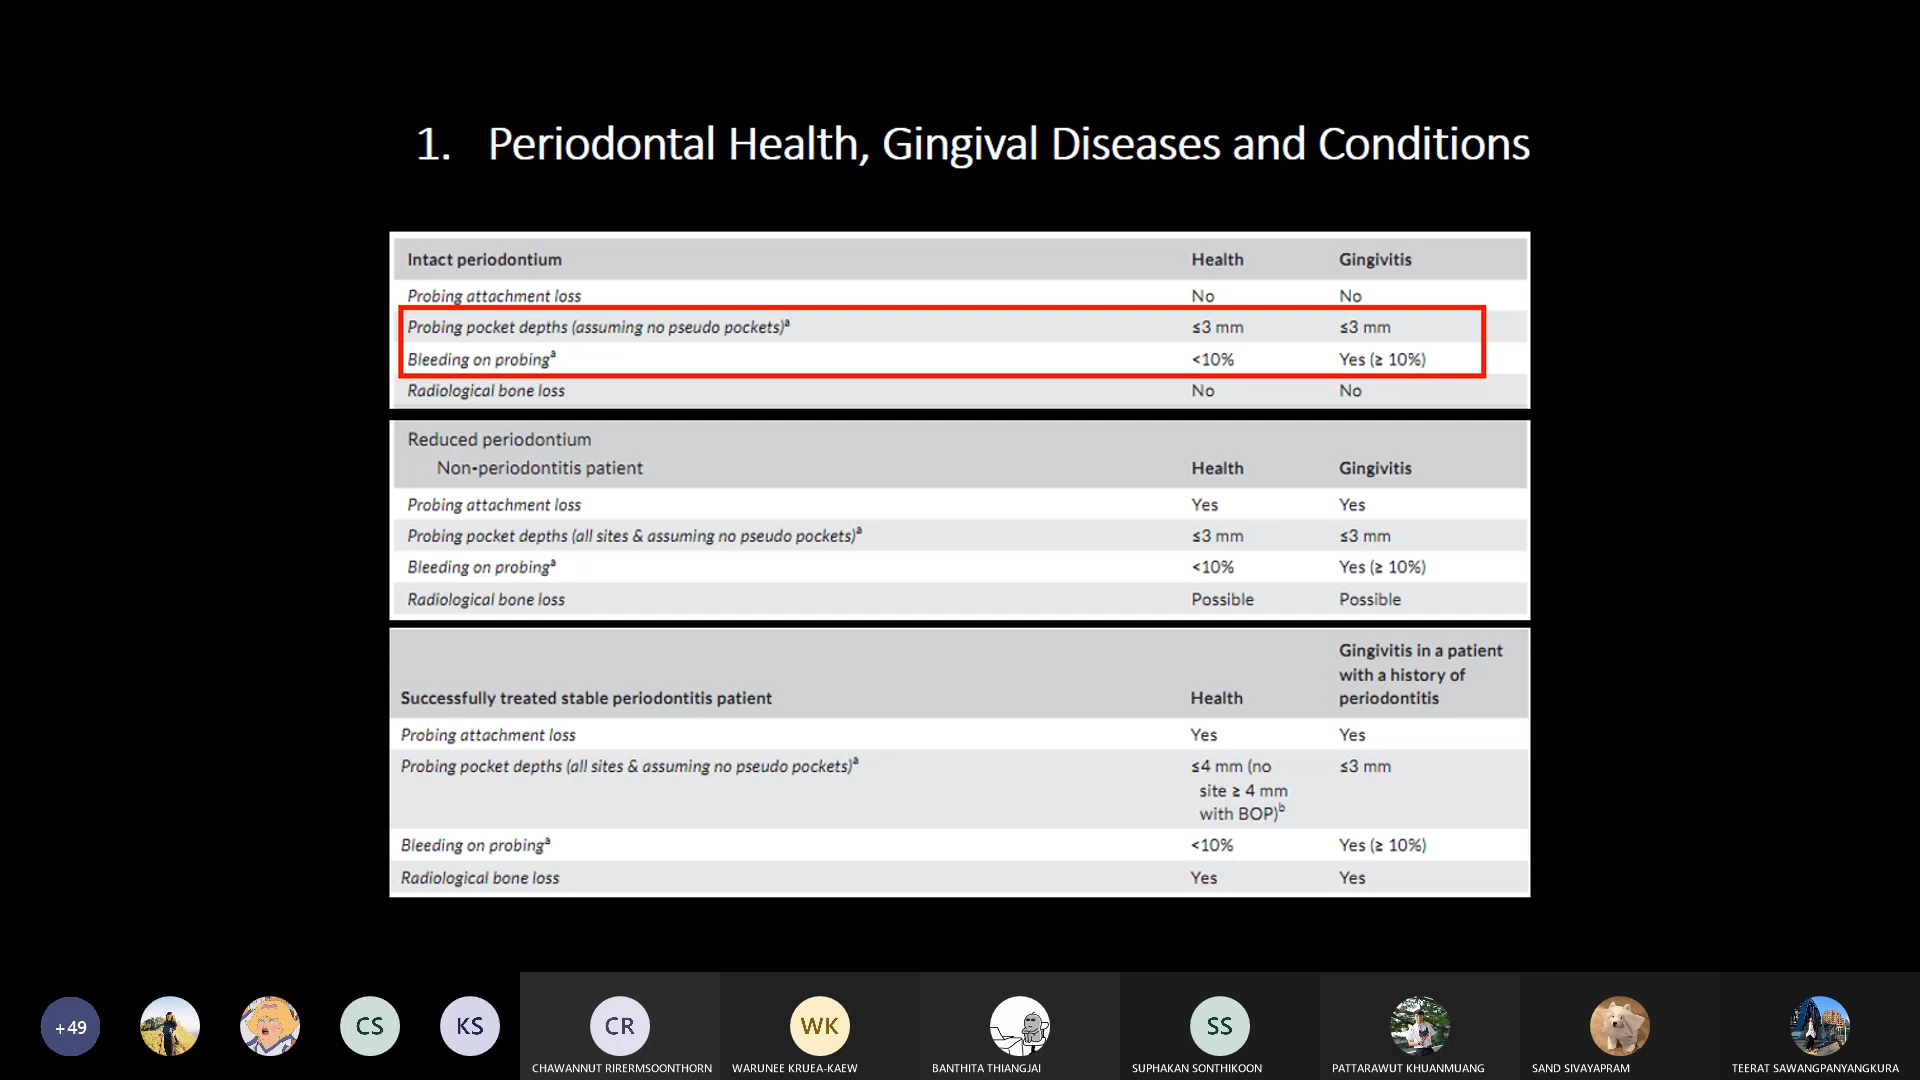 1. Periodontal Health, Gingival Diseases and Conditions
Intact periodontium Health Gingivitis
Probing attachment loss No No
Probing pocket depths (assuming no pseudo pockets)ᵃ ≤3 mm ≤3 mm
Bleeding on probingᵃ <10% Yes (≥ 10%)
Radiological bone loss No No
Reduced periodontium
Non-periodontitis patient Health Gingivitis
Probing attachment loss Yes Yes
Probing pocket depths (all sites & assuming no pseudo pockets)ᵃ ≤3 mm ≤3 mm
Bleeding on probingᵃ <10% Yes (≥ 10%)
Radiological bone loss Possible Possible
Gingivitis in a patient
with a history of
Successfully treated stable periodontitis patient Health periodontitis
Probing attachment loss Yes Yes
Probing pocket depths (all sites & assuming no pseudo pockets)ᵃ ≤4 mm (no ≤3 mm
site ≥ 4 mm
with BOP)ᵇ
Bleeding on probingᵃ <10% Yes (≥ 10%)
Radiological bone loss Yes Yes
+49 CS KS CR WK SS
CHAWANNUT RIRERMSOONTHORN WARUNEE KRUEA-KAEW BANTHITA THIANGJAI SUPHAKAN SONTHIKOON PATTARAWUT KHUANMUANG SAND SIVAYAPRAM TEERAT SAWANGPANYANGKURA